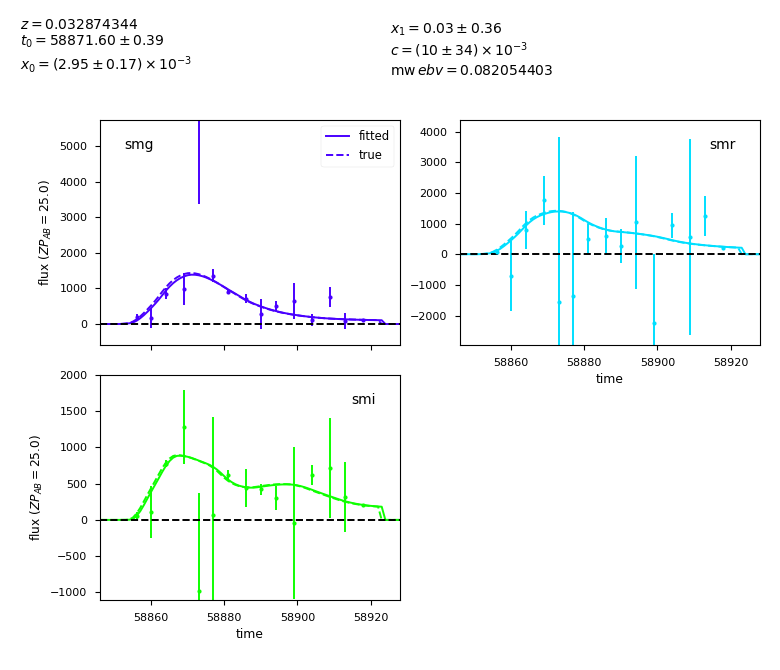 z = 0.032874344
t₀ = 58871.60 ± 0.39
x₀ = (2.95 ± 0.17) × 10⁻³
x₁ = 0.03 ± 0.36
c = (10 ± 34) × 10⁻³
mw ebv = 0.082054403
smg
fitted
true
5000
4000
3000
2000
1000
0
flux (ZP_AB = 25.0)
smr
4000
3000
2000
1000
0
−1000
−2000
58860 58880 58900 58920
time
smi
2000
1500
1000
500
0
−500
−1000
flux (ZP_AB = 25.0)
58860 58880 58900 58920
time